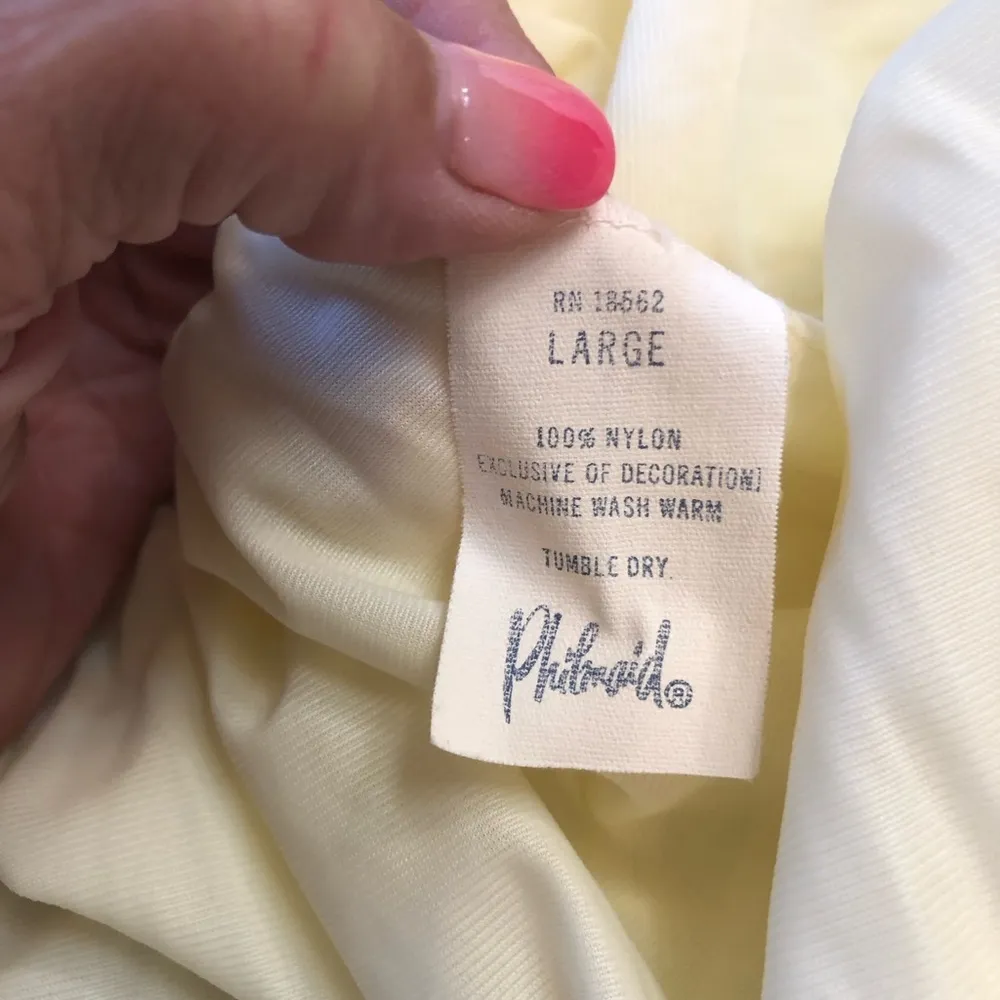 RN 18562
LARGE
100% NYLON
EXCLUSIVE OF DECORATION]
MACHINE WASH WARM
TUMBLE DRY.
Philmaid®